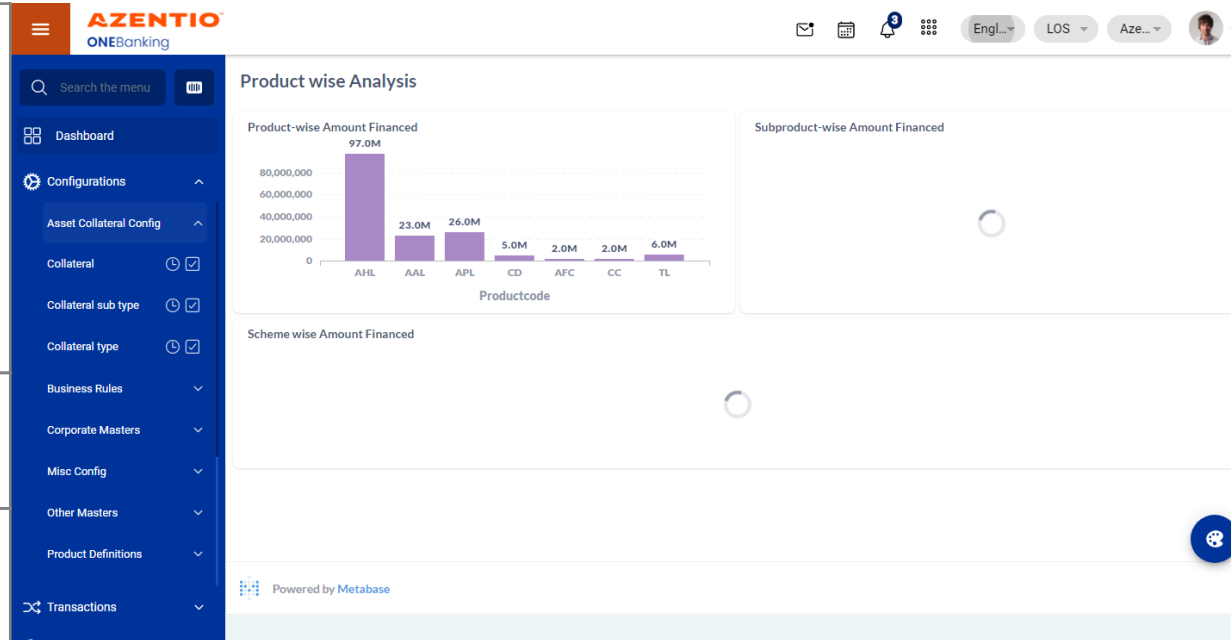 AZENTIO
ONEBanking
3
Engl...
LOS
Aze...
Search the menu
Dashboard
Configurations
Asset Collateral Config
Collateral
Collateral sub type
Collateral type
Business Rules
Corporate Masters
Misc Config
Other Masters
Product Definitions
Transactions
Product wise Analysis
Product-wise Amount Financed
97.0M
80,000,000
60,000,000
40,000,000
20,000,000
0
23.0M
26.0M
5.0M
2.0M
2.0M
6.0M
AHL AAL APL CD AFC CC TL
Productcode
Subproduct-wise Amount Financed
Scheme wise Amount Financed
Powered by Metabase